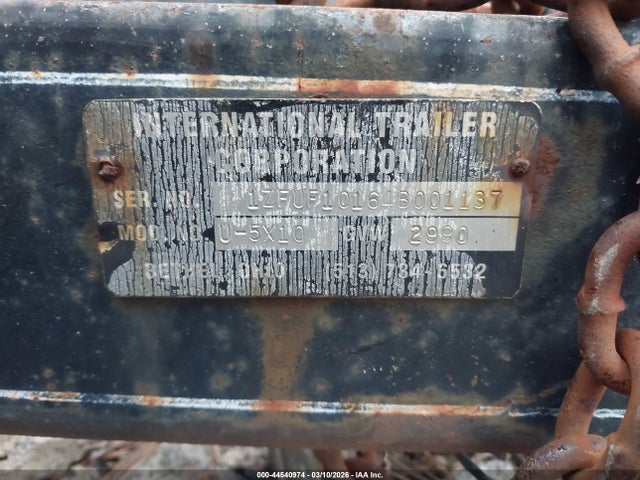 INTERNATIONAL TRAILER
CORPORATION
SER. NO. 1ZFUF1016LB001137
MOD. NO. U-5X10 GVW 2990
BETHEL, OHIO (513) 734-6532
000-44540974 - 03/10/2026 - IAA Inc.